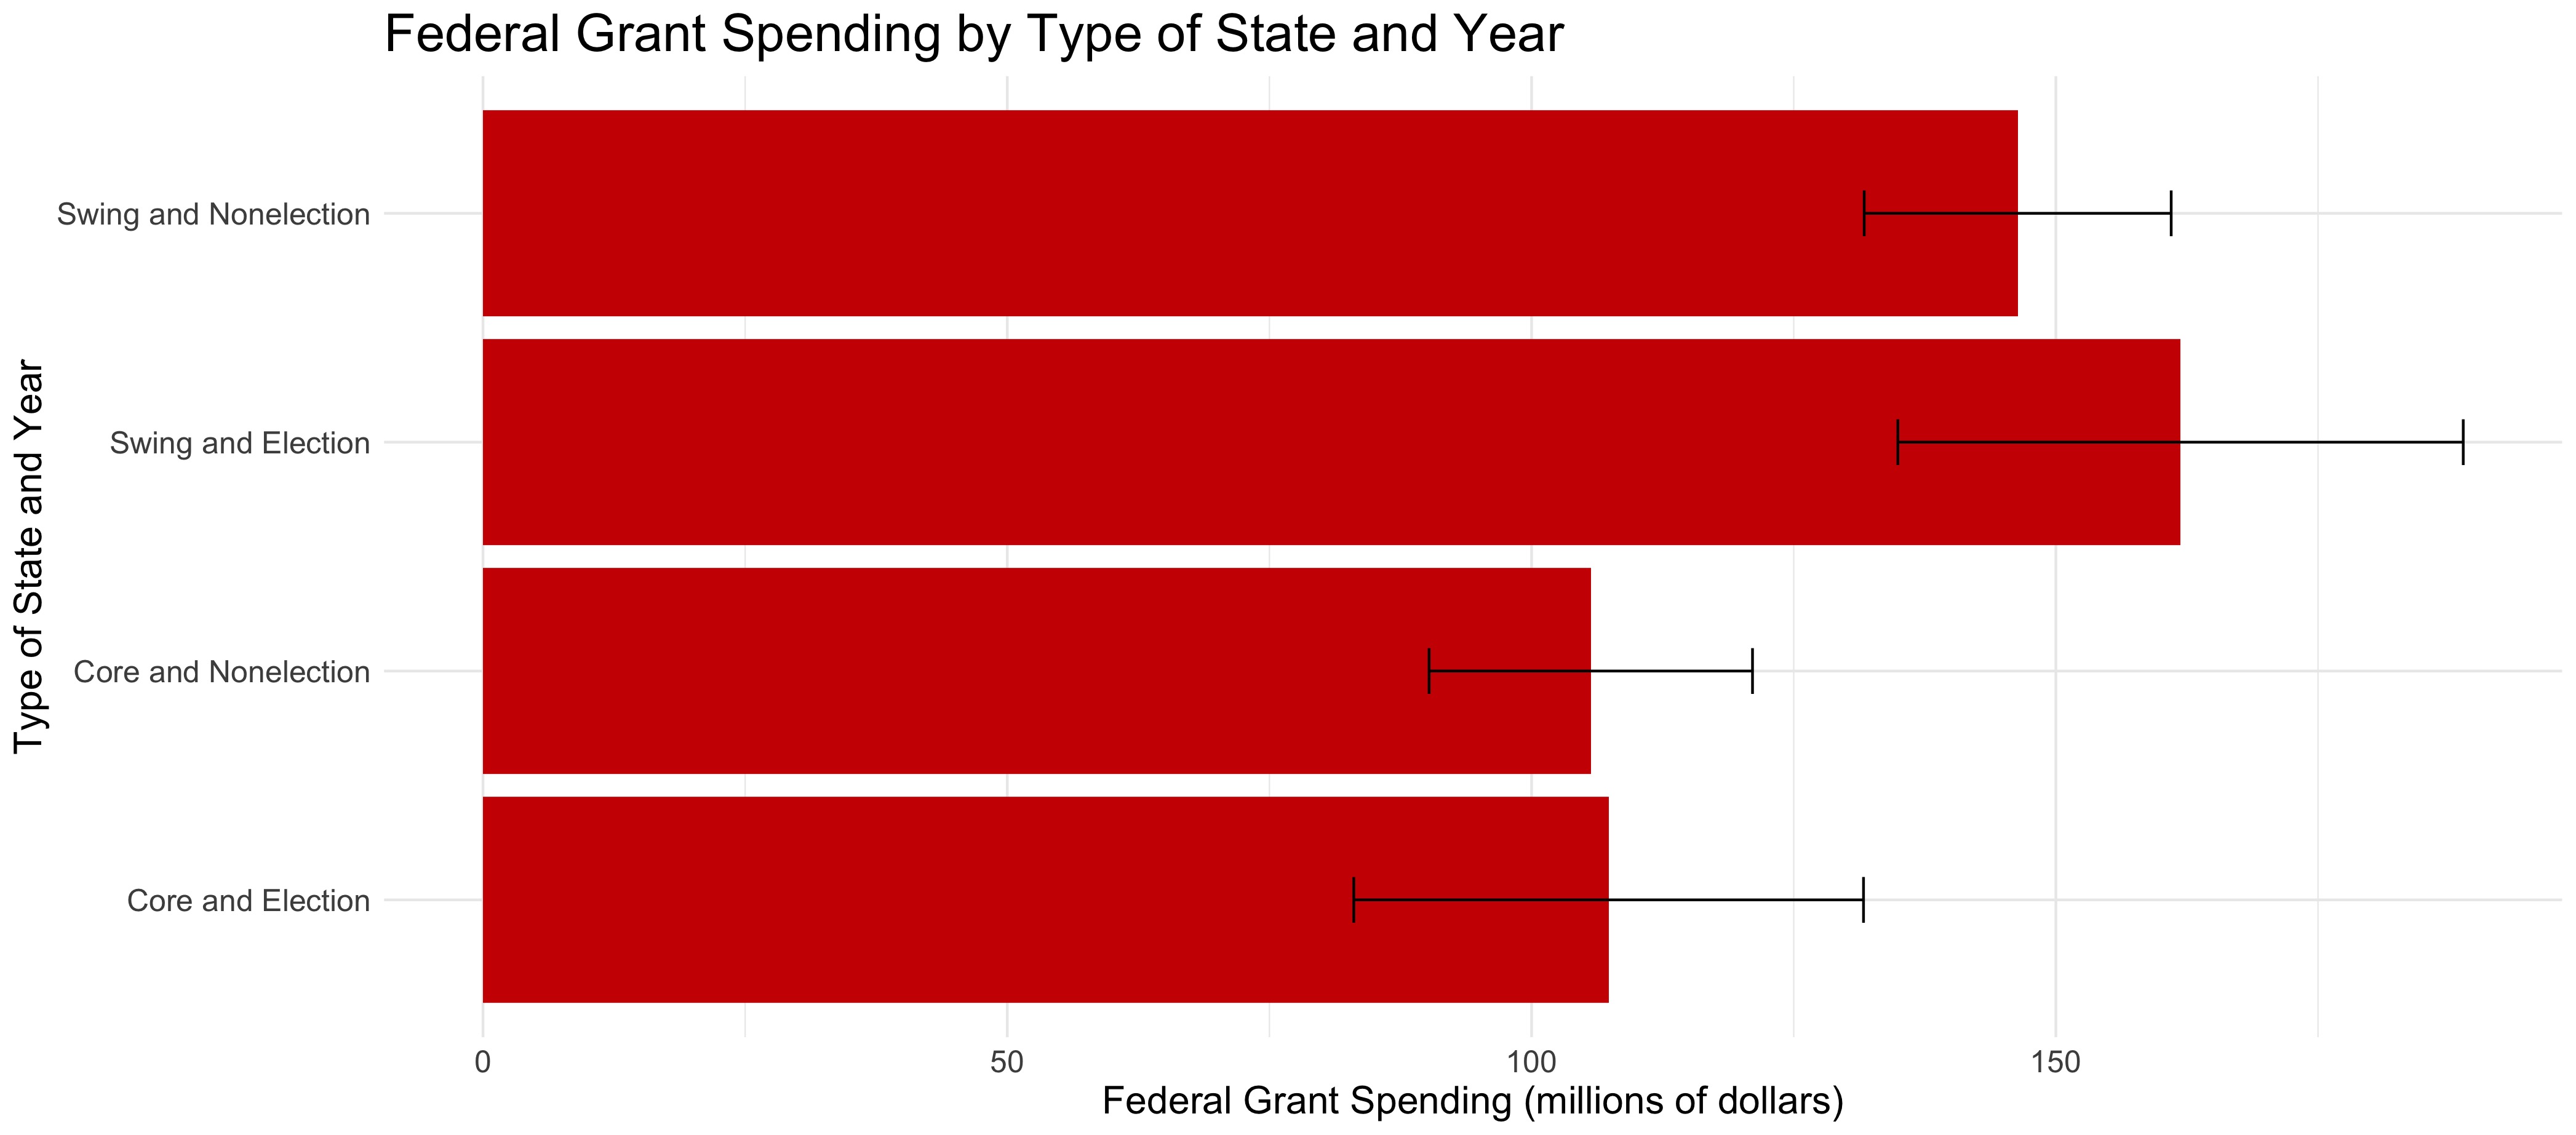 Federal Grant Spending by Type of State and Year
Type of State and Year
Swing and Nonelection
Swing and Election
Core and Nonelection
Core and Election
0 50 100 150
Federal Grant Spending (millions of dollars)